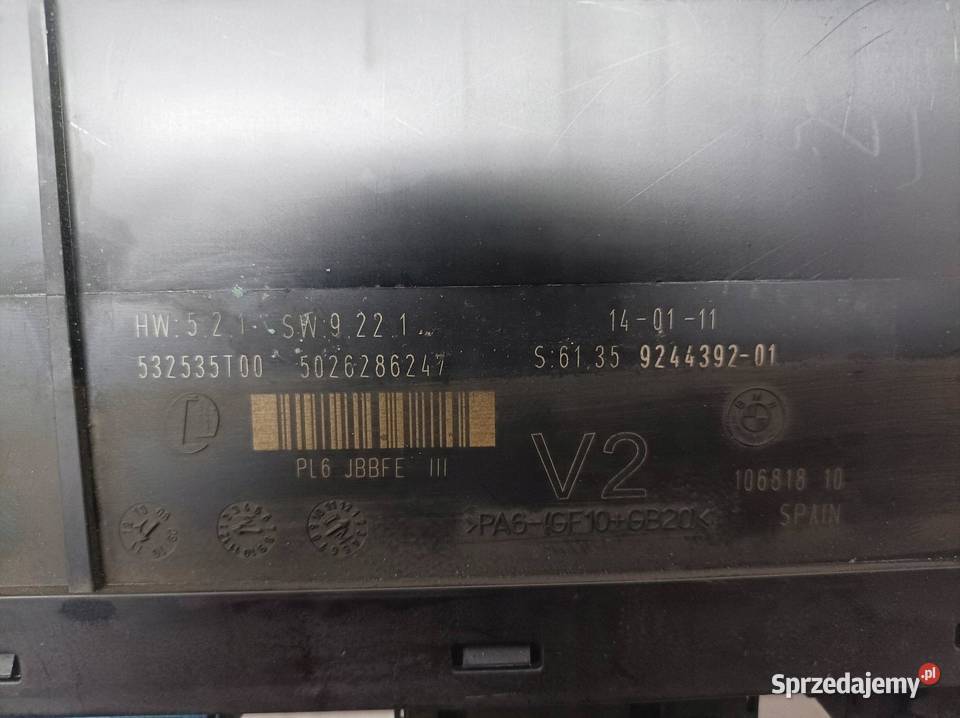 HW:5.2.1 SW:9.22.1 14-01-11
532535T00 5026286247 S:61.35 9244392-01
BMW
PL6 JBBFE III
V2
106818 10
>PA6-(GF10+GB20)<
SPAIN
Sprzedajemy.pl